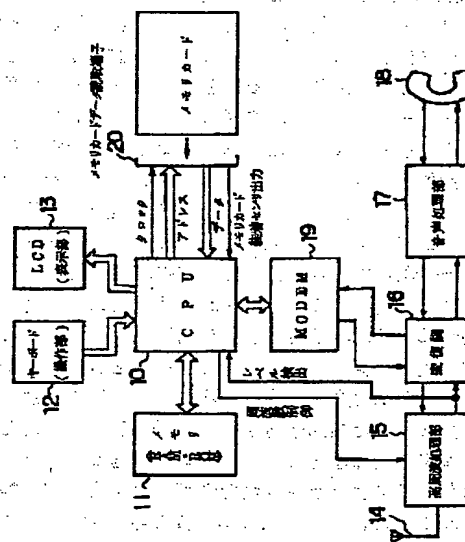 メモリカード
メモリカードデータ読取端子
20
クロック
アドレス
データ
メモリカード
装着センサ出力
13
LCD
(表示部)
キーボード
(操作部)
12
CPU
10
メモリ
11
MODEM
19
レベル検出
周波数制御
14
高周波処理部
15
変復調
16
音声処理部
17
18